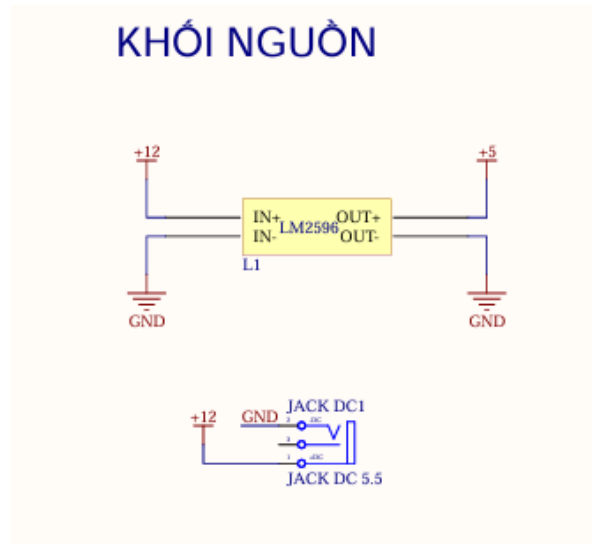 KHỐI NGUỒN
+12
+5
IN+
OUT+
LM2596
IN-
OUT-
L1
GND
GND
JACK DC1
+12
GND
1
JACK DC 5.5